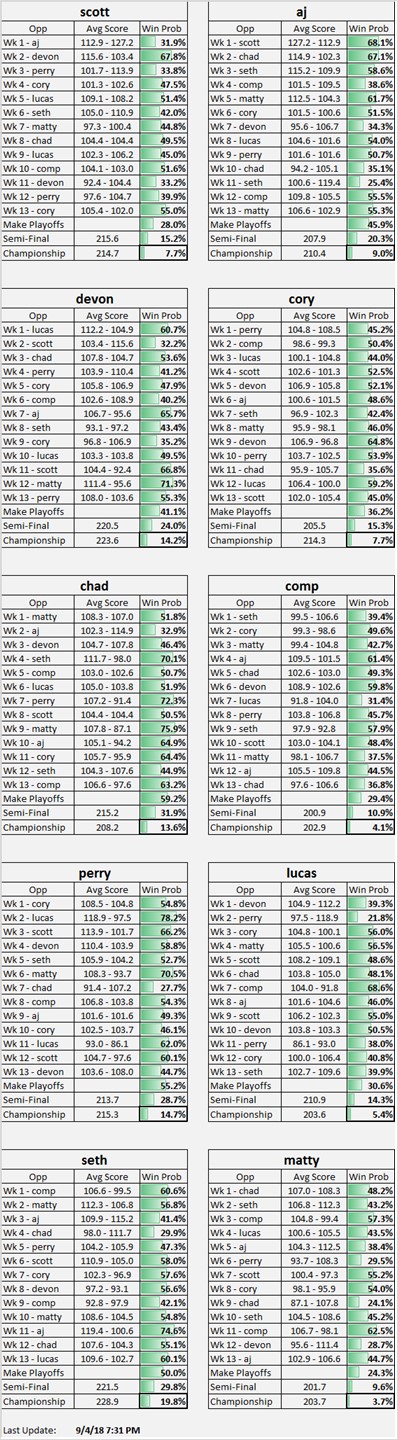 scott
Opp Avg Score Win Prob
Wk 1 - aj 112.9 - 127.2 31.9%
Wk 2 - devon 115.6 - 103.4 67.8%
Wk 3 - perry 101.7 - 113.9 33.8%
Wk 4 - cory 101.3 - 102.6 47.5%
Wk 5 - lucas 109.1 - 108.2 51.4%
Wk 6 - seth 105.0 - 110.9 42.0%
Wk 7 - matty 97.3 - 100.4 44.8%
Wk 8 - chad 104.4 - 104.4 49.5%
Wk 9 - lucas 102.3 - 106.2 45.0%
Wk 10 - comp 104.1 - 103.0 51.6%
Wk 11 - devon 92.4 - 104.4 33.2%
Wk 12 - perry 97.6 - 104.7 39.9%
Wk 13 - cory 105.4 - 102.0 55.0%
Make Playoffs 28.0%
Semi-Final 215.6 15.2%
Championship 214.7 7.7%
aj
Opp Avg Score Win Prob
Wk 1 - scott 127.2 - 112.9 68.1%
Wk 2 - chad 114.9 - 102.3 67.1%
Wk 3 - seth 115.2 - 109.9 58.6%
Wk 4 - comp 101.5 - 109.5 38.6%
Wk 5 - matty 112.5 - 104.3 61.7%
Wk 6 - cory 101.5 - 100.6 51.5%
Wk 7 - devon 95.6 - 106.7 34.3%
Wk 8 - lucas 104.6 - 101.6 54.0%
Wk 9 - perry 101.6 - 101.6 50.7%
Wk 10 - chad 94.2 - 105.1 35.1%
Wk 11 - seth 100.6 - 119.4 25.4%
Wk 12 - comp 109.8 - 105.5 55.5%
Wk 13 - matty 106.6 - 102.9 55.3%
Make Playoffs 45.9%
Semi-Final 207.9 20.3%
Championship 210.4 9.0%
devon
Opp Avg Score Win Prob
Wk 1 - lucas 112.2 - 104.9 60.7%
Wk 2 - scott 103.4 - 115.6 32.2%
Wk 3 - chad 107.8 - 104.7 53.6%
Wk 4 - perry 103.9 - 110.4 41.2%
Wk 5 - cory 105.8 - 106.9 47.9%
Wk 6 - comp 102.6 - 108.9 40.2%
Wk 7 - aj 106.7 - 95.6 65.7%
Wk 8 - seth 93.1 - 97.2 43.4%
Wk 9 - cory 96.8 - 106.9 35.2%
Wk 10 - lucas 103.3 - 103.8 49.5%
Wk 11 - scott 104.4 - 92.4 66.8%
Wk 12 - matty 111.4 - 95.6 71.3%
Wk 13 - perry 108.0 - 103.6 55.3%
Make Playoffs 41.1%
Semi-Final 220.5 24.0%
Championship 223.6 14.2%
cory
Opp Avg Score Win Prob
Wk 1 - perry 104.8 - 108.5 45.2%
Wk 2 - comp 98.6 - 99.3 50.4%
Wk 3 - lucas 100.1 - 104.8 44.0%
Wk 4 - scott 102.6 - 101.3 52.5%
Wk 5 - devon 106.9 - 105.8 52.1%
Wk 6 - aj 100.6 - 101.5 48.6%
Wk 7 - seth 96.9 - 102.3 42.4%
Wk 8 - matty 95.9 - 98.1 46.0%
Wk 9 - devon 106.9 - 96.8 64.8%
Wk 10 - perry 103.7 - 102.5 53.9%
Wk 11 - chad 95.9 - 105.7 35.6%
Wk 12 - lucas 106.4 - 100.0 59.2%
Wk 13 - scott 102.0 - 105.4 45.0%
Make Playoffs 36.2%
Semi-Final 205.5 15.3%
Championship 214.3 7.7%
chad
Opp Avg Score Win Prob
Wk 1 - matty 108.3 - 107.0 51.8%
Wk 2 - aj 102.3 - 114.9 32.9%
Wk 3 - devon 104.7 - 107.8 46.4%
Wk 4 - seth 111.7 - 98.0 70.1%
Wk 5 - comp 103.0 - 102.6 50.7%
Wk 6 - lucas 105.0 - 103.8 51.9%
Wk 7 - perry 107.2 - 91.4 72.3%
Wk 8 - scott 104.4 - 104.4 50.5%
Wk 9 - matty 107.8 - 87.1 75.9%
Wk 10 - aj 105.1 - 94.2 64.9%
Wk 11 - cory 105.7 - 95.9 64.4%
Wk 12 - seth 104.3 - 107.6 44.9%
Wk 13 - comp 106.6 - 97.6 63.2%
Make Playoffs 59.2%
Semi-Final 215.2 31.9%
Championship 208.2 13.6%
comp
Opp Avg Score Win Prob
Wk 1 - seth 99.5 - 106.6 39.4%
Wk 2 - cory 99.3 - 98.6 49.6%
Wk 3 - matty 99.4 - 104.8 42.7%
Wk 4 - aj 109.5 - 101.5 61.4%
Wk 5 - chad 102.6 - 103.0 49.3%
Wk 6 - devon 108.9 - 102.6 59.8%
Wk 7 - lucas 91.8 - 104.0 31.4%
Wk 8 - perry 103.8 - 106.8 45.7%
Wk 9 - seth 97.9 - 92.8 57.9%
Wk 10 - scott 103.0 - 104.1 48.4%
Wk 11 - matty 98.1 - 106.7 37.5%
Wk 12 - aj 105.5 - 109.8 44.5%
Wk 13 - chad 97.6 - 106.6 36.8%
Make Playoffs 29.4%
Semi-Final 200.9 10.9%
Championship 202.9 4.1%
perry
Opp Avg Score Win Prob
Wk 1 - cory 108.5 - 104.8 54.8%
Wk 2 - lucas 118.9 - 97.5 78.2%
Wk 3 - scott 113.9 - 101.7 66.2%
Wk 4 - devon 110.4 - 103.9 58.8%
Wk 5 - seth 105.9 - 104.2 52.7%
Wk 6 - matty 108.3 - 93.7 70.5%
Wk 7 - chad 91.4 - 107.2 27.7%
Wk 8 - comp 106.8 - 103.8 54.3%
Wk 9 - aj 101.6 - 101.6 49.3%
Wk 10 - cory 102.5 - 103.7 46.1%
Wk 11 - lucas 93.0 - 86.1 62.0%
Wk 12 - scott 104.7 - 97.6 60.1%
Wk 13 - devon 103.6 - 108.0 44.7%
Make Playoffs 55.2%
Semi-Final 213.7 28.7%
Championship 215.3 14.7%
lucas
Opp Avg Score Win Prob
Wk 1 - devon 104.9 - 112.2 39.3%
Wk 2 - perry 97.5 - 118.9 21.8%
Wk 3 - cory 104.8 - 100.1 56.0%
Wk 4 - matty 105.5 - 100.6 56.5%
Wk 5 - scott 108.2 - 109.1 48.6%
Wk 6 - chad 103.8 - 105.0 48.1%
Wk 7 - comp 104.0 - 91.8 68.6%
Wk 8 - aj 101.6 - 104.6 46.0%
Wk 9 - scott 106.2 - 102.3 55.0%
Wk 10 - devon 103.8 - 103.3 50.5%
Wk 11 - perry 86.1 - 93.0 38.0%
Wk 12 - cory 100.0 - 106.4 40.8%
Wk 13 - seth 102.7 - 109.6 39.9%
Make Playoffs 30.6%
Semi-Final 210.9 14.3%
Championship 203.6 5.4%
seth
Opp Avg Score Win Prob
Wk 1 - comp 106.6 - 99.5 60.6%
Wk 2 - matty 112.3 - 106.8 56.8%
Wk 3 - aj 109.9 - 115.2 41.4%
Wk 4 - chad 98.0 - 111.7 29.9%
Wk 5 - perry 104.2 - 105.9 47.3%
Wk 6 - scott 110.9 - 105.0 58.0%
Wk 7 - cory 102.3 - 96.9 57.6%
Wk 8 - devon 97.2 - 93.1 56.6%
Wk 9 - comp 92.8 - 97.9 42.1%
Wk 10 - matty 108.6 - 104.5 54.8%
Wk 11 - aj 119.4 - 100.6 74.6%
Wk 12 - chad 107.6 - 104.3 55.1%
Wk 13 - lucas 109.6 - 102.7 60.1%
Make Playoffs 50.0%
Semi-Final 221.5 29.8%
Championship 228.9 19.8%
matty
Opp Avg Score Win Prob
Wk 1 - chad 107.0 - 108.3 48.2%
Wk 2 - seth 106.8 - 112.3 43.2%
Wk 3 - comp 104.8 - 99.4 57.3%
Wk 4 - lucas 100.6 - 105.5 43.5%
Wk 5 - aj 104.3 - 112.5 38.4%
Wk 6 - perry 93.7 - 108.3 29.5%
Wk 7 - scott 100.4 - 97.3 55.2%
Wk 8 - cory 98.1 - 95.9 54.0%
Wk 9 - chad 87.1 - 107.8 24.1%
Wk 10 - seth 104.5 - 108.6 45.2%
Wk 11 - comp 106.7 - 98.1 62.5%
Wk 12 - devon 95.6 - 111.4 28.7%
Wk 13 - aj 102.9 - 106.6 44.7%
Make Playoffs 24.3%
Semi-Final 201.7 9.6%
Championship 203.7 3.7%
Last Update: 9/4/18 7:31 PM